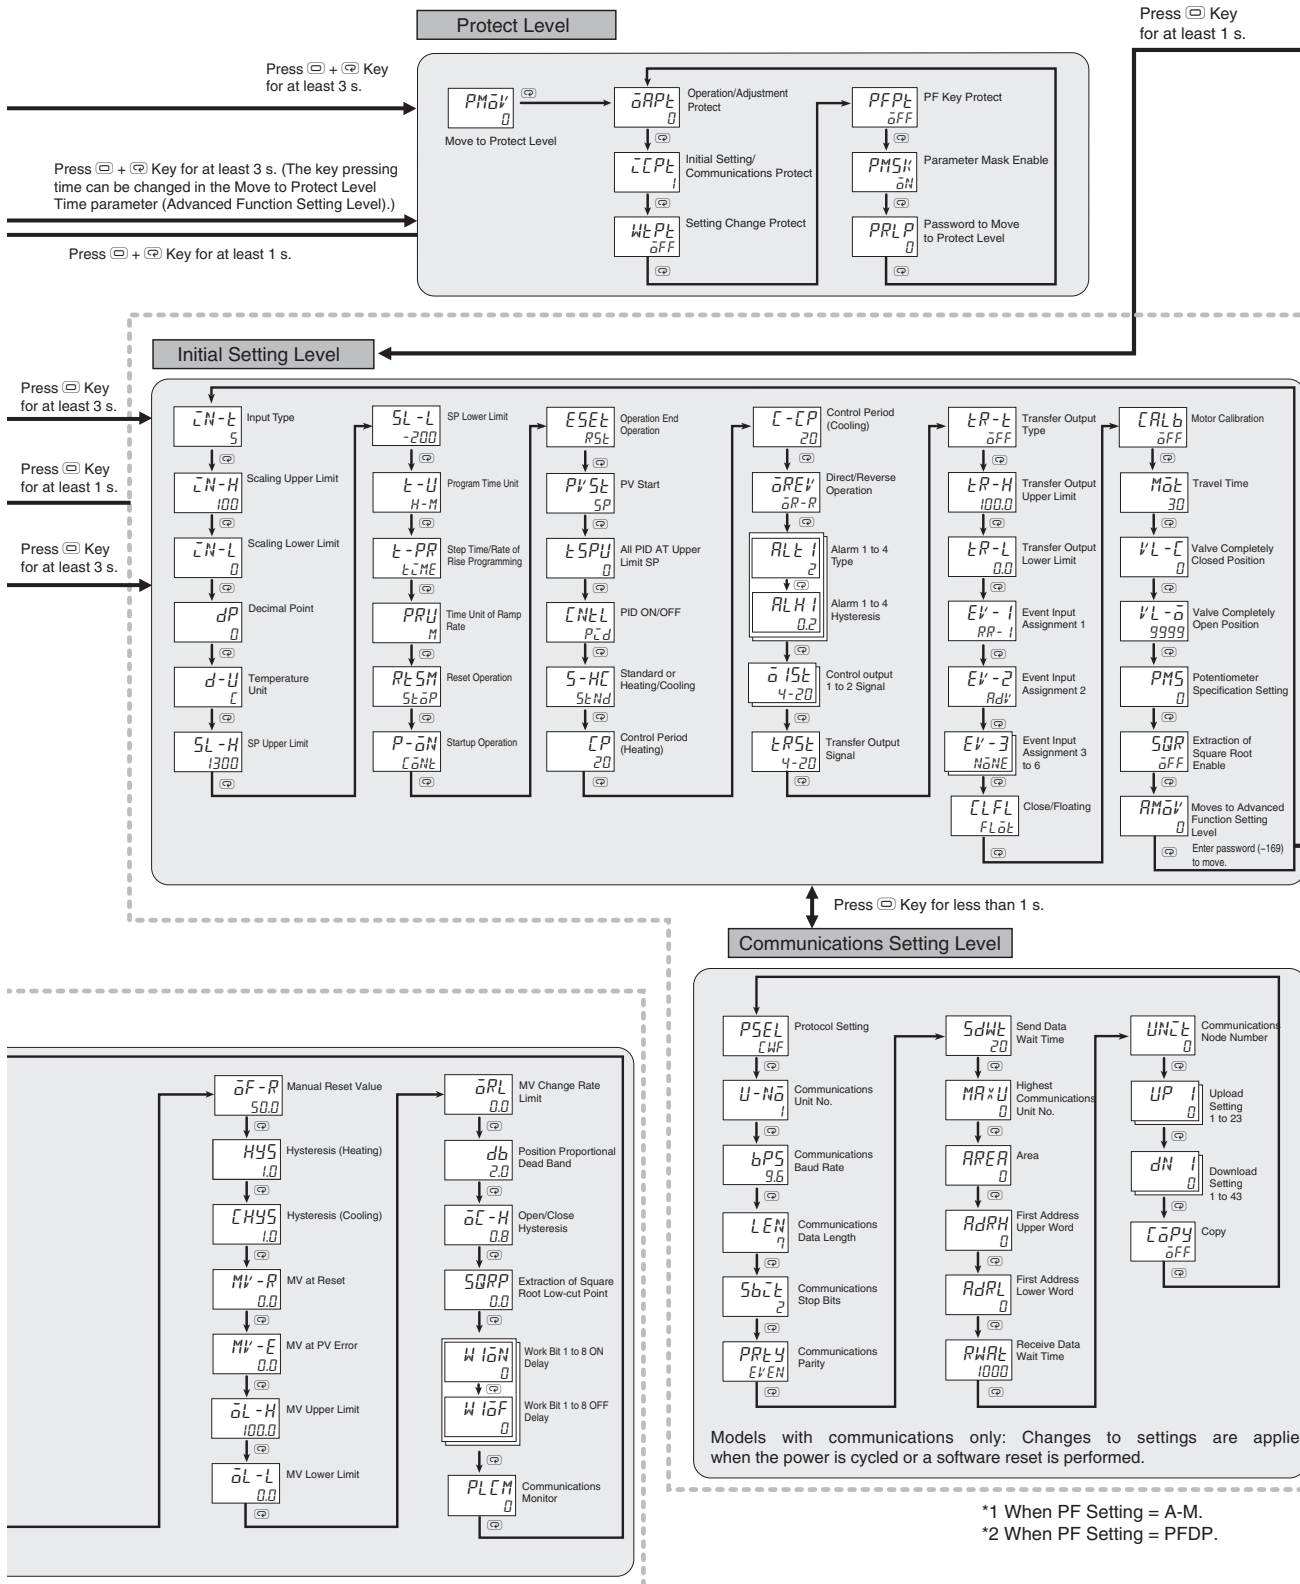 Protect Level
Press Key
for at least 1 s.
Press + Key
for at least 3 s.
PMOV
0
Move to Protect Level
OAPT
0
Operation/Adjustment
Protect
ICPT
1
Initial Setting/
Communications Protect
WTPT
OFF
Setting Change Protect
PFPT
OFF
PF Key Protect
PMSK
ON
Parameter Mask Enable
PRLP
0
Password to Move
to Protect Level
Press + Key for at least 3 s. (The key pressing
time can be changed in the Move to Protect Level
Time parameter (Advanced Function Setting Level).)
Press + Key for at least 1 s.
Initial Setting Level
Press Key
for at least 3 s.
Press Key
for at least 1 s.
Press Key
for at least 3 s.
IN-T
5
Input Type
IN-H
100
Scaling Upper Limit
IN-L
0
Scaling Lower Limit
dP
0
Decimal Point
d-U
C
Temperature
Unit
SL-H
1300
SP Upper Limit
SL-L
-200
SP Lower Limit
T-U
H-M
Program Time Unit
T-PR
TIME
Step Time/Rate of
Rise Programming
PRU
M
Time Unit of Ramp
Rate
RTSM
STOP
Reset Operation
P-ON
CONT
Startup Operation
ESET
RST
Operation End
Operation
PVST
SP
PV Start
TSPU
0
All PID AT Upper
Limit SP
CNTL
PID
PID ON/OFF
S-HC
STNd
Standard or
Heating/Cooling
CP
20
Control Period
(Heating)
C-CP
20
Control Period
(Cooling)
OREV
OR-R
Direct/Reverse
Operation
ALT1
2
Alarm 1 to 4
Type
ALH1
0.2
Alarm 1 to 4
Hysteresis
O1ST
4-20
Control output
1 to 2 Signal
TRST
4-20
Transfer Output
Signal
TR-T
OFF
Transfer Output
Type
TR-H
100.0
Transfer Output
Upper Limit
TR-L
0.0
Transfer Output
Lower Limit
EV-1
RR-1
Event Input
Assignment 1
EV-2
AdV
Event Input
Assignment 2
EV-3
NONE
Event Input
Assignment 3
to 6
CLFL
FLOT
Close/Floating
CALb
OFF
Motor Calibration
MOT
30
Travel Time
VL-C
0
Valve Completely
Closed Position
VL-O
9999
Valve Completely
Open Position
PMS
0
Potentiometer
Specification Setting
SQR
OFF
Extraction of
Square Root
Enable
AMOV
0
Moves to Advanced
Function Setting
Level
Enter password (−169)
to move.
Press Key for less than 1 s.
Communications Setting Level
PSEL
CWF
Protocol Setting
U-NO
1
Communications
Unit No.
bPS
9.6
Communications
Baud Rate
LEN
7
Communications
Data Length
SbIT
2
Communications
Stop Bits
PRTY
EVEN
Communications
Parity
SdWT
20
Send Data
Wait Time
MAXU
0
Highest
Communications
Unit No.
AREA
0
Area
AdRH
0
First Address
Upper Word
AdRL
0
First Address
Lower Word
RWAT
1000
Receive Data
Wait Time
UNIT
0
Communications
Node Number
UP 1
0
Upload
Setting
1 to 23
dN 1
0
Download
Setting
1 to 43
COPY
OFF
Copy
Models with communications only: Changes to settings are applie
when the power is cycled or a software reset is performed.
OF-R
50.0
Manual Reset Value
HYS
1.0
Hysteresis (Heating)
CHYS
1.0
Hysteresis (Cooling)
MV-R
0.0
MV at Reset
MV-E
0.0
MV at PV Error
OL-H
100.0
MV Upper Limit
OL-L
0.0
MV Lower Limit
ORL
0.0
MV Change Rate
Limit
db
2.0
Position Proportional
Dead Band
OC-H
0.8
Open/Close
Hysteresis
SQRP
0.0
Extraction of Square
Root Low-cut Point
W1ON
0
Work Bit 1 to 8 ON
Delay
W1OF
0
Work Bit 1 to 8 OFF
Delay
PLCM
0
Communications
Monitor
*1 When PF Setting = A-M.
*2 When PF Setting = PFDP.